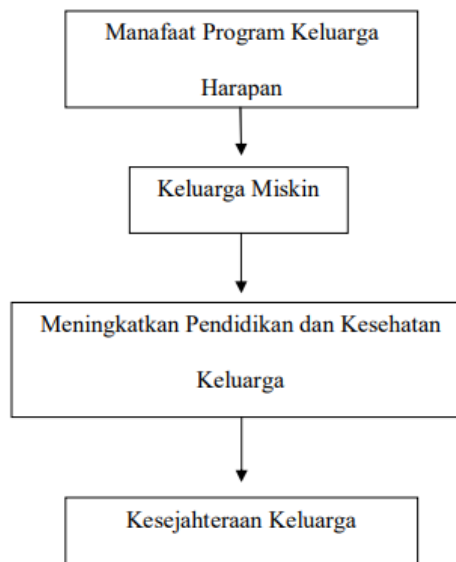 Manafaat Program Keluarga
Harapan
Keluarga Miskin
Meningkatkan Pendidikan dan Kesehatan
Keluarga
Kesejahteraan Keluarga